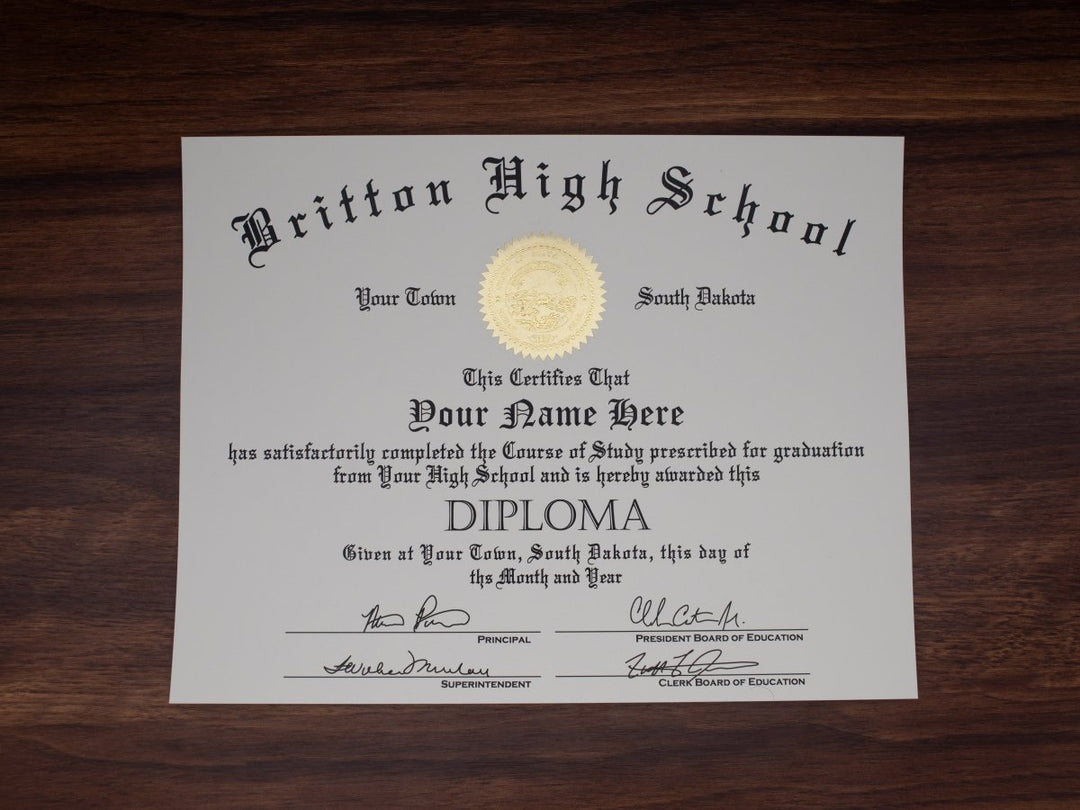 Britton High School
Your Town South Dakota
This Certifies That
Your Name Here
has satisfactorily completed the Course of Study prescribed for graduation
from Your High School and is hereby awarded this
DIPLOMA
Given at Your Town, South Dakota, this day of
ths Month and Year
PRINCIPAL PRESIDENT BOARD OF EDUCATION
SUPERINTENDENT CLERK BOARD OF EDUCATION